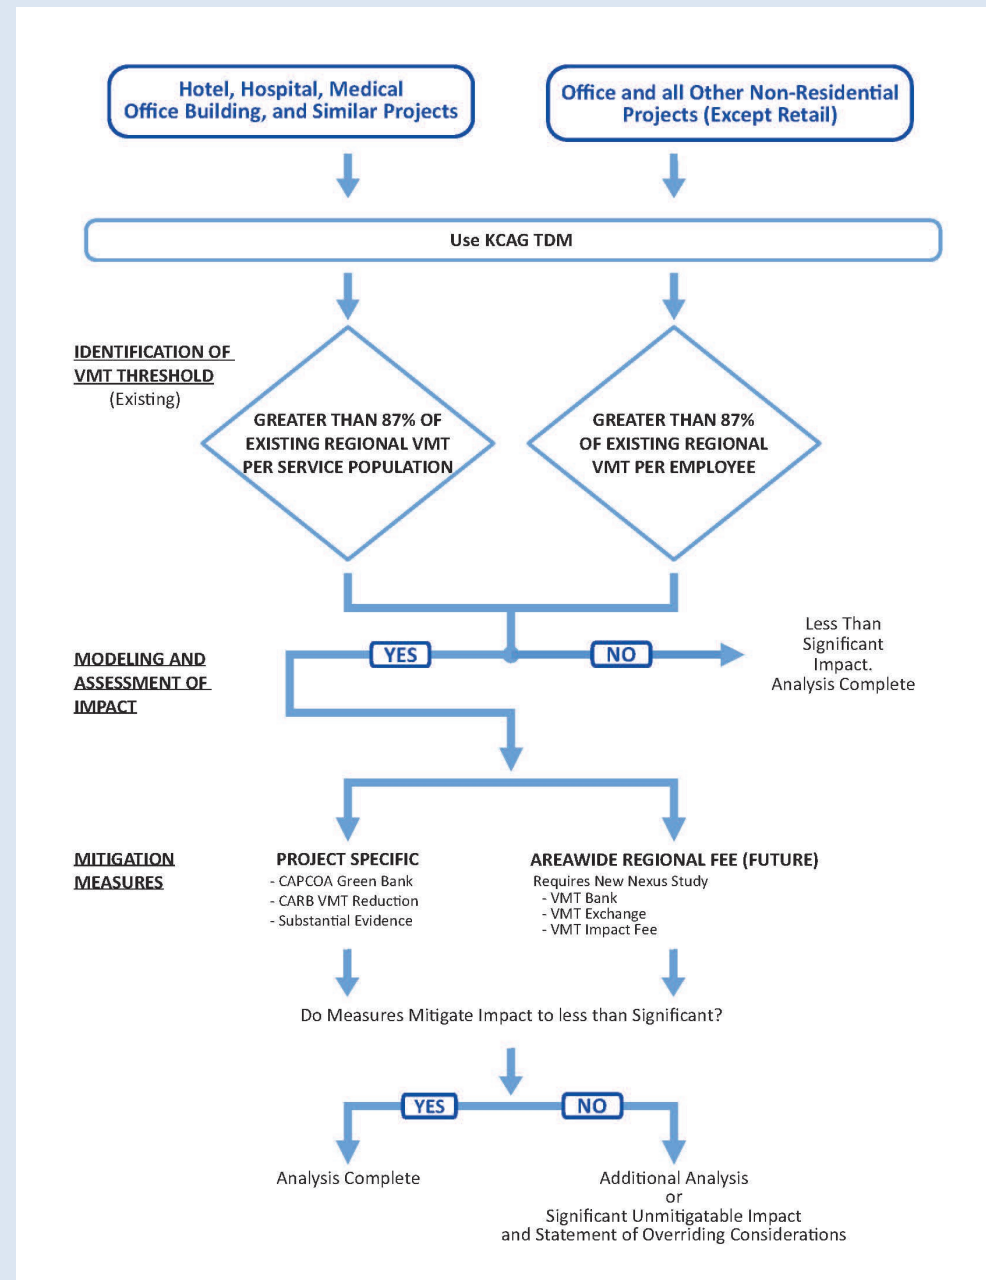 Hotel, Hospital, Medical
Office Building, and Similar Projects
Office and all Other Non-Residential
Projects (Except Retail)
Use KCAG TDM
IDENTIFICATION OF
VMT THRESHOLD
(Existing)
GREATER THAN 87% OF
EXISTING REGIONAL VMT
PER SERVICE POPULATION
GREATER THAN 87%
OF EXISTING REGIONAL
VMT PER EMPLOYEE
MODELING AND
ASSESSMENT OF
IMPACT
YES
NO
Less Than
Significant
Impact.
Analysis Complete
MITIGATION
MEASURES
PROJECT SPECIFIC
- CAPCOA Green Bank
- CARB VMT Reduction
- Substantial Evidence
AREAWIDE REGIONAL FEE (FUTURE)
Requires New Nexus Study
- VMT Bank
- VMT Exchange
- VMT Impact Fee
Do Measures Mitigate Impact to less than Significant?
YES
NO
Analysis Complete
Additional Analysis
or
Significant Unmitigatable Impact
and Statement of Overriding Considerations